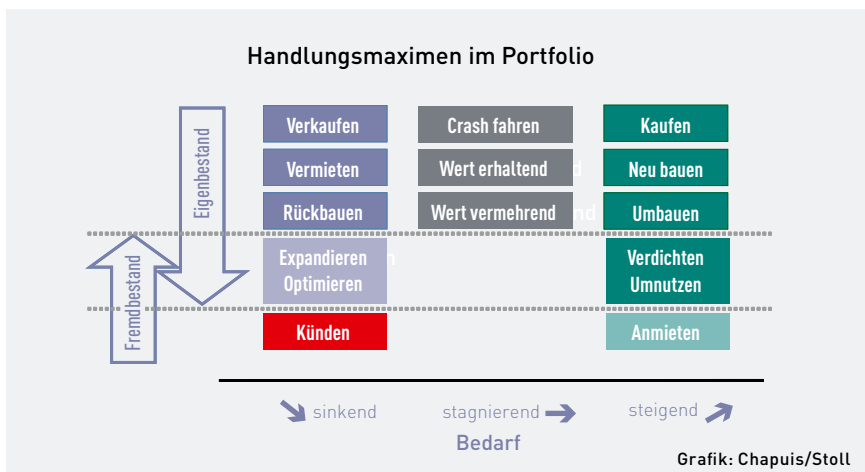 Handlungsmaximen im Portfolio
Eigenbestand
Fremdbestand
Verkaufen
Crash fahren
Kaufen
Vermieten
Wert erhaltend
Neu bauen
Rückbauen
Wert vermehrend
Umbauen
Expandieren
Optimieren
Verdichten
Umnutzen
Künden
Anmieten
sinkend
stagnierend
steigend
Bedarf
Grafik: Chapuis/Stoll